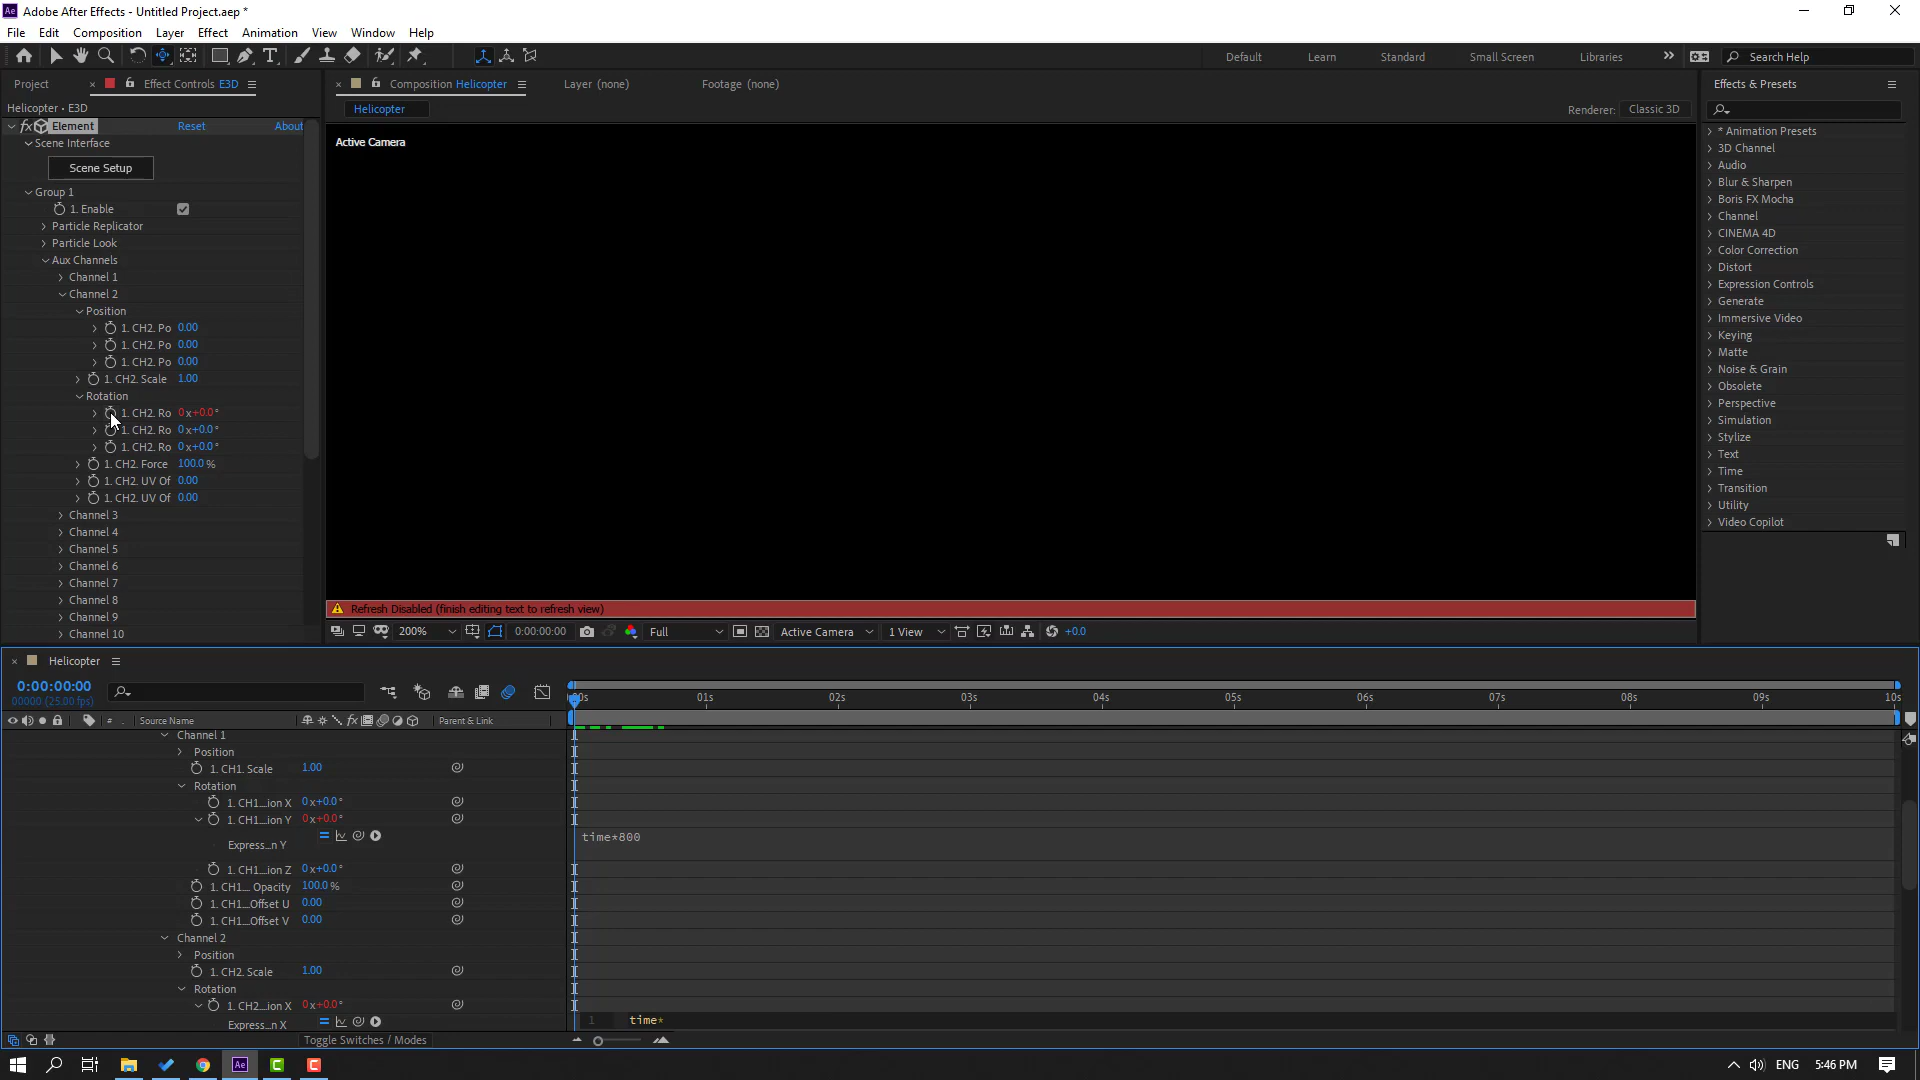 Ae Adobe After Effects - Untitled Project.aep *
File Edit Composition Layer Effect Animation View Window Help
Default Learn Standard Small Screen Libraries Search Help
Project Effect Controls E3D Composition Helicopter Layer (none) Footage (none) Effects & Presets
Helicopter • E3D
Helicopter
Renderer: Classic 3D
fx Element Reset About
Scene Interface
Scene Setup
Group 1
1. Enable
Particle Replicator
Particle Look
Aux Channels
Channel 1
Channel 2
Position
1. CH2. Po 0.00
1. CH2. Po 0.00
1. CH2. Po 0.00
1. CH2. Scale 1.00
Rotation
1. CH2. Ro 0x+0.0°
1. CH2. Ro 0x+0.0°
1. CH2. Ro 0x+0.0°
1. CH2. Force 100.0%
1. CH2. UV Of 0.00
1. CH2. UV Of 0.00
Channel 3
Channel 4
Channel 5
Channel 6
Channel 7
Channel 8
Channel 9
Channel 10
Active Camera
Refresh Disabled (finish editing text to refresh view)
200% 0:00:00:00 Full Active Camera 1 View +0.0
* Animation Presets
3D Channel
Audio
Blur & Sharpen
Boris FX Mocha
Channel
CINEMA 4D
Color Correction
Distort
Expression Controls
Generate
Immersive Video
Keying
Matte
Noise & Grain
Obsolete
Perspective
Simulation
Stylize
Text
Time
Transition
Utility
Video Copilot
Helicopter
0:00:00:00
00000 (25.00 fps)
:00s 01s 02s 03s 04s 05s 06s 07s 08s 09s 10s
# . Source Name fx Parent & Link
Channel 1
Position
1. CH1. Scale 1.00
Rotation
1. CH1....ion X 0x+0.0°
1. CH1....ion Y 0x+0.0°
Express...n Y time*800
1. CH1....ion Z 0x+0.0°
1. CH1.... Opacity 100.0%
1. CH1....Offset U 0.00
1. CH1....Offset V 0.00
Channel 2
Position
1. CH2. Scale 1.00
Rotation
1. CH2....ion X 0x+0.0°
Express...n X 1 time*
Toggle Switches / Modes
Ae C C ENG 5:46 PM